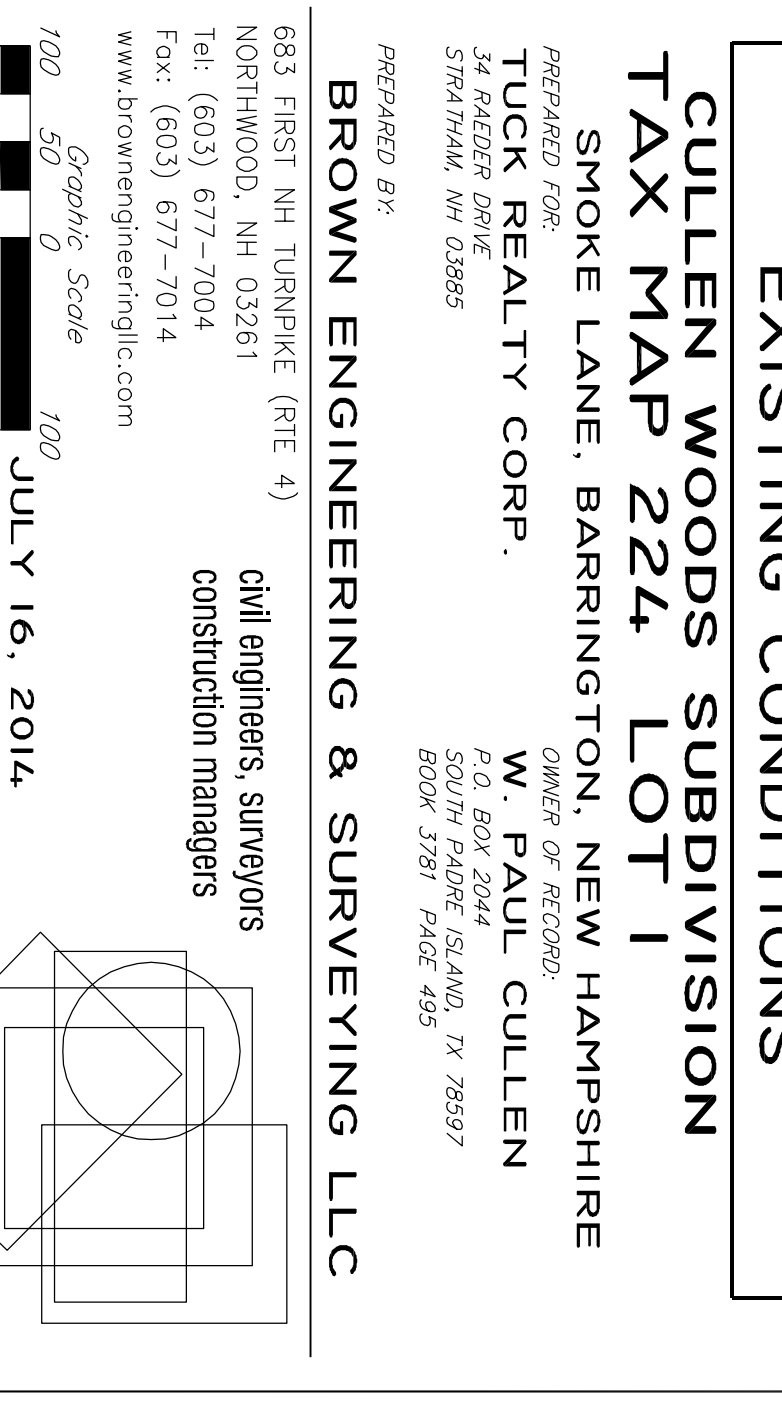 EXISTING CONDITIONS
CULLEN WOODS SUBDIVISION
TAX MAP 224 LOT 1
SMOKE LANE, BARRINGTON, NEW HAMPSHIRE
PREPARED FOR:
TUCK REALTY CORP.
34 RAEDER DRIVE
STRATHAM, NH 03885
OWNER OF RECORD:
W. PAUL CULLEN
P.O. BOX 2044
SOUTH PADRE ISLAND, TX 78597
BOOK 3781 PAGE 495
PREPARED BY:
BROWN ENGINEERING & SURVEYING LLC
683 FIRST NH TURNPIKE (RTE 4)
NORTHWOOD, NH 03261
Tel: (603) 677-7004
Fax: (603) 677-7014
www.brownengineeringllc.com
civil engineers, surveyors
construction managers
Graphic Scale
100 50 0 100
JULY 16, 2014